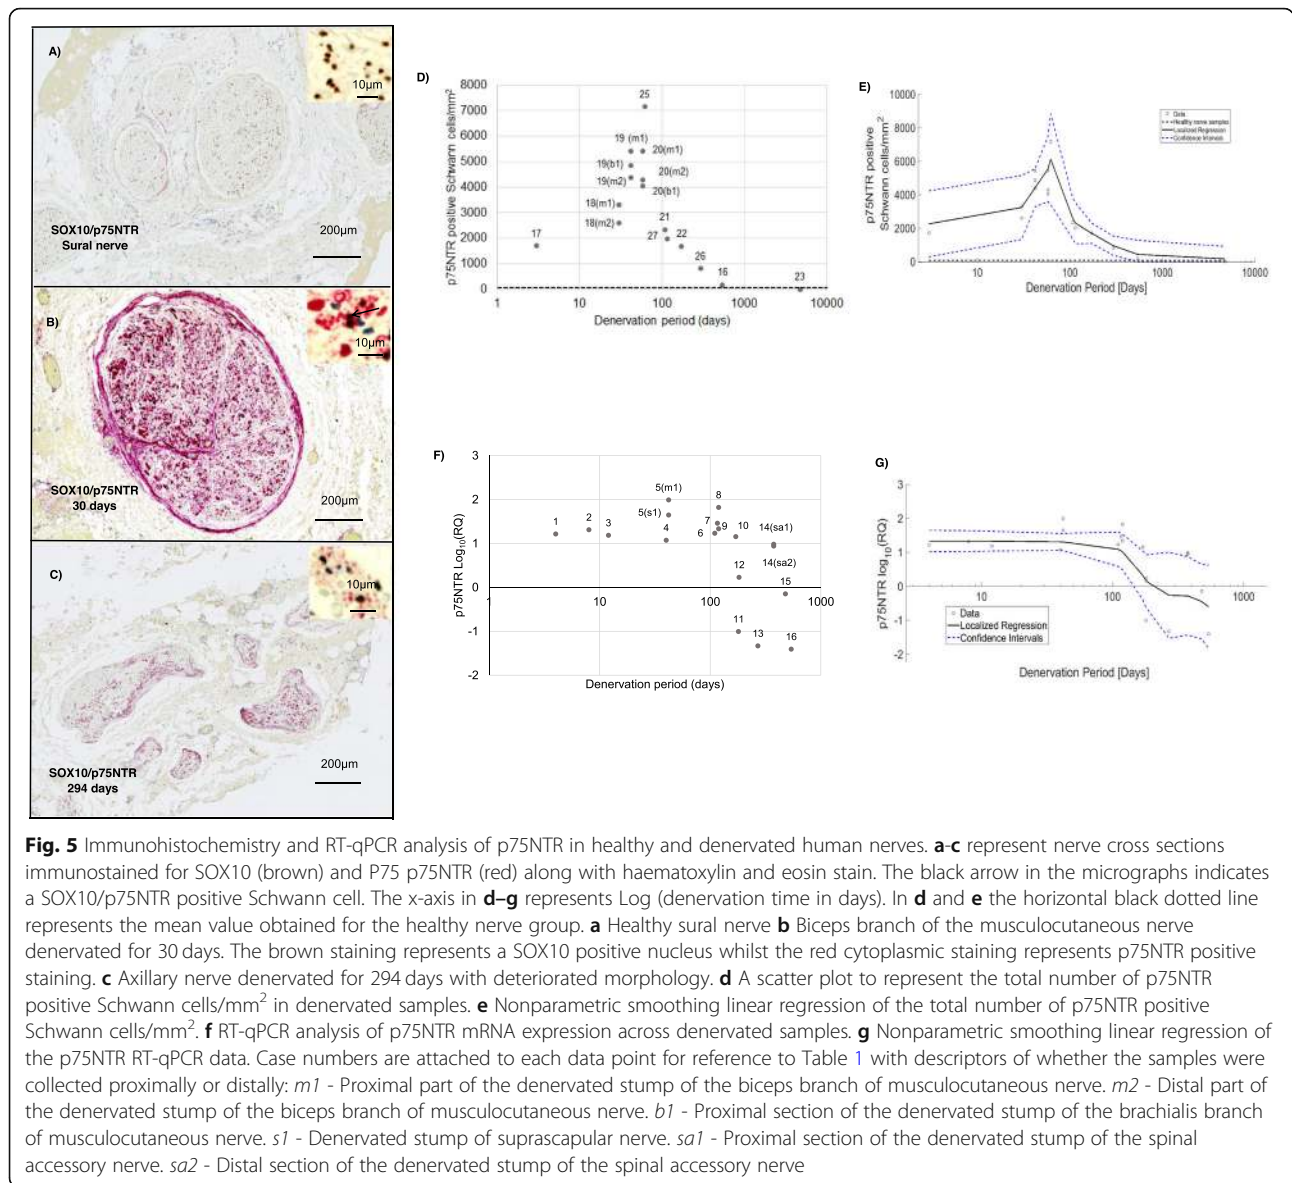 A)
10µm
200µm
SOX10/p75NTR
Sural nerve
B)
10µm
200µm
SOX10/p75NTR
30 days
C)
10µm
200µm
SOX10/p75NTR
294 days
D)
p75NTR positive Schwann cells/mm²
8000
7000
6000
5000
4000
3000
2000
1000
0
25
19 (m1)
20(m1)
19(b1)
20(m2)
19(m2)
20(b1)
18(m1)
18(m2)
17
21
27
22
26
16
23
1
10
100
1000
10000
Denervation period (days)
E)
p75NTR positive
Schwann cells/mm²
10000
8000
6000
4000
2000
0
Data
Healthy nerve samples
Localized Regression
Confidence Intervals
10
100
1000
10000
Denervation Period [Days]
F)
p75NTR Log₁₀(RQ)
3
2
1
0
-1
-2
5(m1)
5(s1)
1
2
3
4
8
7
9
6
10
14(sa1)
14(sa2)
12
15
11
13
16
1
10
100
1000
Denervation period (days)
G)
p75NTR log₁₀(RQ)
3
2
1
0
-1
-2
10
100
1000
Data
Localized Regression
Confidence Intervals
Denervation Period [Days]
Fig. 5 Immunohistochemistry and RT-qPCR analysis of p75NTR in healthy and denervated human nerves. a-c represent nerve cross sections
immunostained for SOX10 (brown) and P75 p75NTR (red) along with haematoxylin and eosin stain. The black arrow in the micrographs indicates
a SOX10/p75NTR positive Schwann cell. The x-axis in d–g represents Log (denervation time in days). In d and e the horizontal black dotted line
represents the mean value obtained for the healthy nerve group. a Healthy sural nerve b Biceps branch of the musculocutaneous nerve
denervated for 30 days. The brown staining represents a SOX10 positive nucleus whilst the red cytoplasmic staining represents p75NTR positive
staining. c Axillary nerve denervated for 294 days with deteriorated morphology. d A scatter plot to represent the total number of p75NTR
positive Schwann cells/mm² in denervated samples. e Nonparametric smoothing linear regression of the total number of p75NTR positive
Schwann cells/mm². f RT-qPCR analysis of p75NTR mRNA expression across denervated samples. g Nonparametric smoothing linear regression of
the p75NTR RT-qPCR data. Case numbers are attached to each data point for reference to Table 1 with descriptors of whether the samples were
collected proximally or distally: m1 - Proximal part of the denervated stump of the biceps branch of musculocutaneous nerve. m2 - Distal part of
the denervated stump of the biceps branch of musculocutaneous nerve. b1 - Proximal section of the denervated stump of the brachialis branch
of musculocutaneous nerve. s1 - Denervated stump of suprascapular nerve. sa1 - Proximal section of the denervated stump of the spinal
accessory nerve. sa2 - Distal section of the denervated stump of the spinal accessory nerve